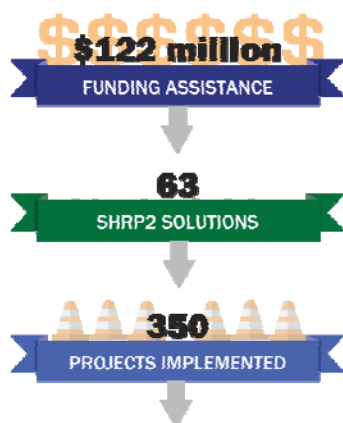 $122 million
FUNDING ASSISTANCE
63
SHRP2 SOLUTIONS
350
PROJECTS IMPLEMENTED